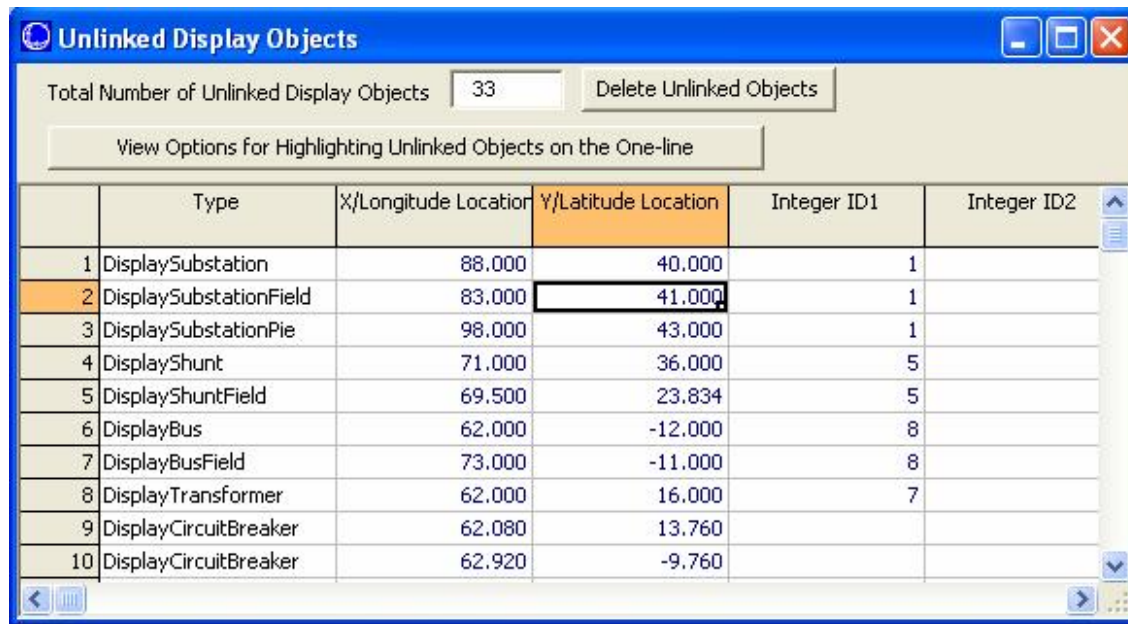 Unlinked Display Objects
Total Number of Unlinked Display Objects 33 Delete Unlinked Objects
View Options for Highlighting Unlinked Objects on the One-line
Type X/Longitude Location Y/Latitude Location Integer ID1 Integer ID2
1 DisplaySubstation 88.000 40.000 1
2 DisplaySubstationField 83.000 41.000 1
3 DisplaySubstationPie 98.000 43.000 1
4 DisplayShunt 71.000 36.000 5
5 DisplayShuntField 69.500 23.834 5
6 DisplayBus 62.000 -12.000 8
7 DisplayBusField 73.000 -11.000 8
8 DisplayTransformer 62.000 16.000 7
9 DisplayCircuitBreaker 62.080 13.760
10 DisplayCircuitBreaker 62.920 -9.760